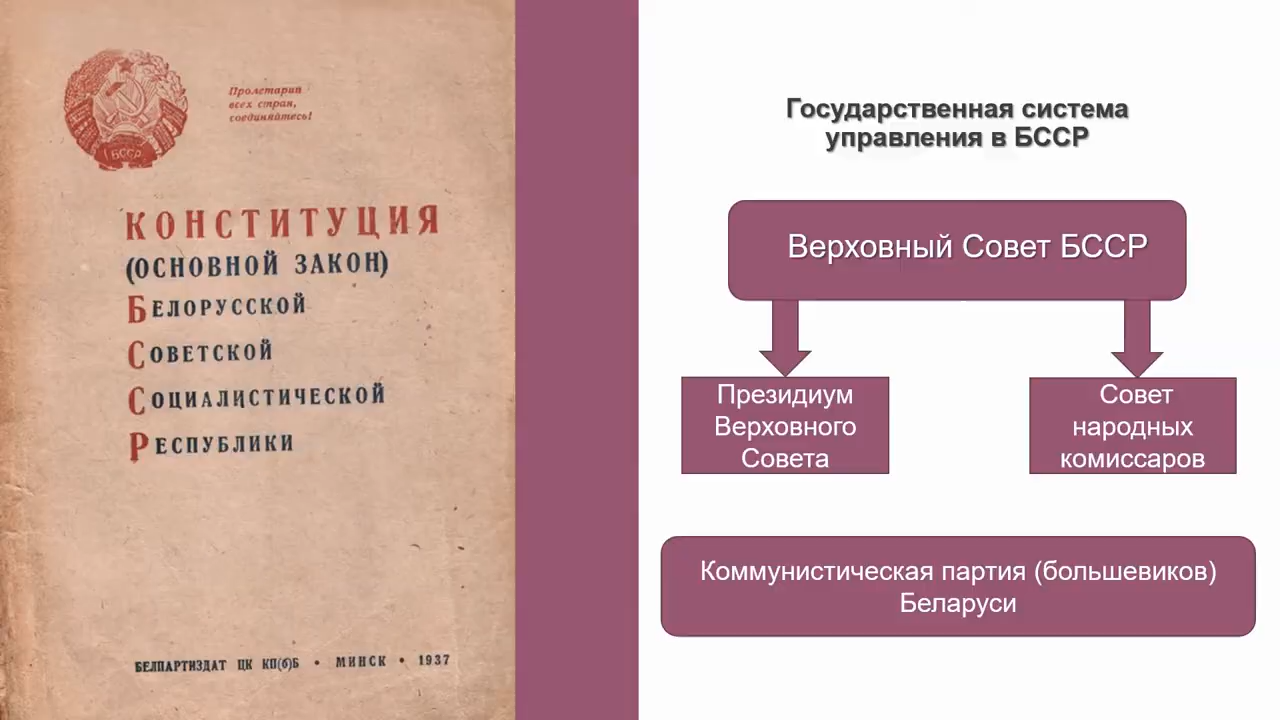 Пролетарии
всех стран,
соединяйтесь!
БССР
КОНСТИТУЦИЯ
(ОСНОВНОЙ ЗАКОН)
БЕЛОРУССКОЙ
СОВЕТСКОЙ
СОЦИАЛИСТИЧЕСКОЙ
РЕСПУБЛИКИ
БЕЛПАРТИЗДАТ ЦК КП(б)Б • МИНСК • 1937
Государственная система
управления в БССР
Верховный Совет БССР
Президиум
Верховного
Совета
Совет
народных
комиссаров
Коммунистическая партия (большевиков)
Беларуси